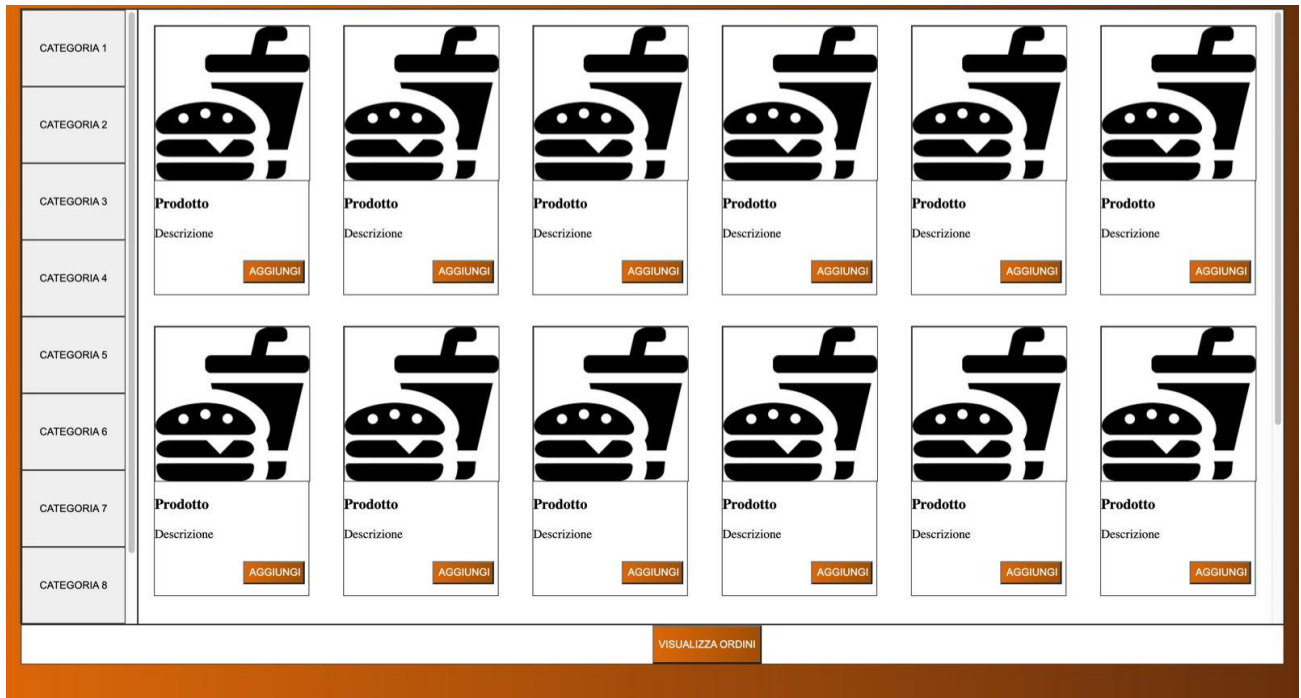 CATEGORIA 1
CATEGORIA 2
CATEGORIA 3
CATEGORIA 4
CATEGORIA 5
CATEGORIA 6
CATEGORIA 7
CATEGORIA 8
Prodotto Prodotto Prodotto Prodotto Prodotto Prodotto
Descrizione Descrizione Descrizione Descrizione Descrizione Descrizione
AGGIUNGI AGGIUNGI AGGIUNGI AGGIUNGI AGGIUNGI AGGIUNGI
Prodotto Prodotto Prodotto Prodotto Prodotto Prodotto
Descrizione Descrizione Descrizione Descrizione Descrizione Descrizione
AGGIUNGI AGGIUNGI AGGIUNGI AGGIUNGI AGGIUNGI AGGIUNGI
VISUALIZZA ORDINI